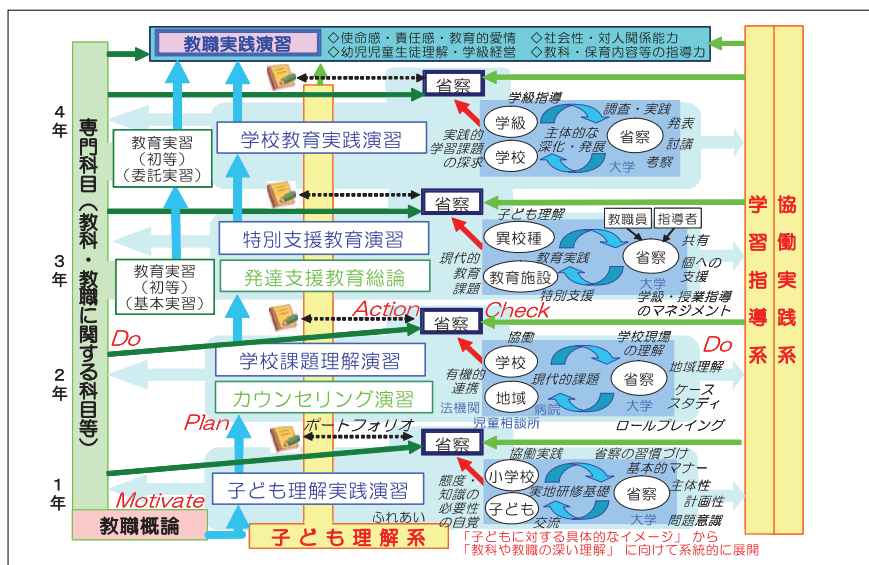 教職実践演習
◇使命感・責任感・教育的愛情
◇社会性・対人関係能力
◇幼児児童生徒理解・学級経営
◇教科・保育内容等の指導力
4年
3年
2年
1年
専門科目（教科・教職に関する科目等）
教職概論
学習指導系
協働実践系
子ども理解系
ふれあい
省察
学校教育実践演習
教育実習
（初等）
（委託実習）
実践的
学習課題
の探求
学級指導
学級
学校
主体的な
深化・発展
調査・実践
省察
大学
発表
討議
考察
省察
特別支援教育演習
発達支援教育総論
教育実習
（初等）
（基本実習）
現代的
教育
課題
子ども理解
異校種
教育施設
教育実践
特別支援
教職員
指導者
省察
大学
共有
個への
支援
学級・授業指導
のマネジメント
Do
Action
Check
Do
省察
学校課題理解演習
カウンセリング演習
有機的
連携
協働
学校
地域
現代的課題
学校現場
の理解
省察
大学
地域理解
ケース
スタディ
法機関
病院
児童相談所
ロールプレイング
Plan
ポートフォリオ
省察
Motivate
子ども理解実践演習
態度・
知識の
必要性
の自覚
協働実践
小学校
子ども
実地研修基礎
交流
省察の習慣づけ
基本的マナー
省察
大学
主体性
計画性
問題意識
「子どもに対する具体的なイメージ」から
「教科や教職の深い理解」に向けて系統的に展開